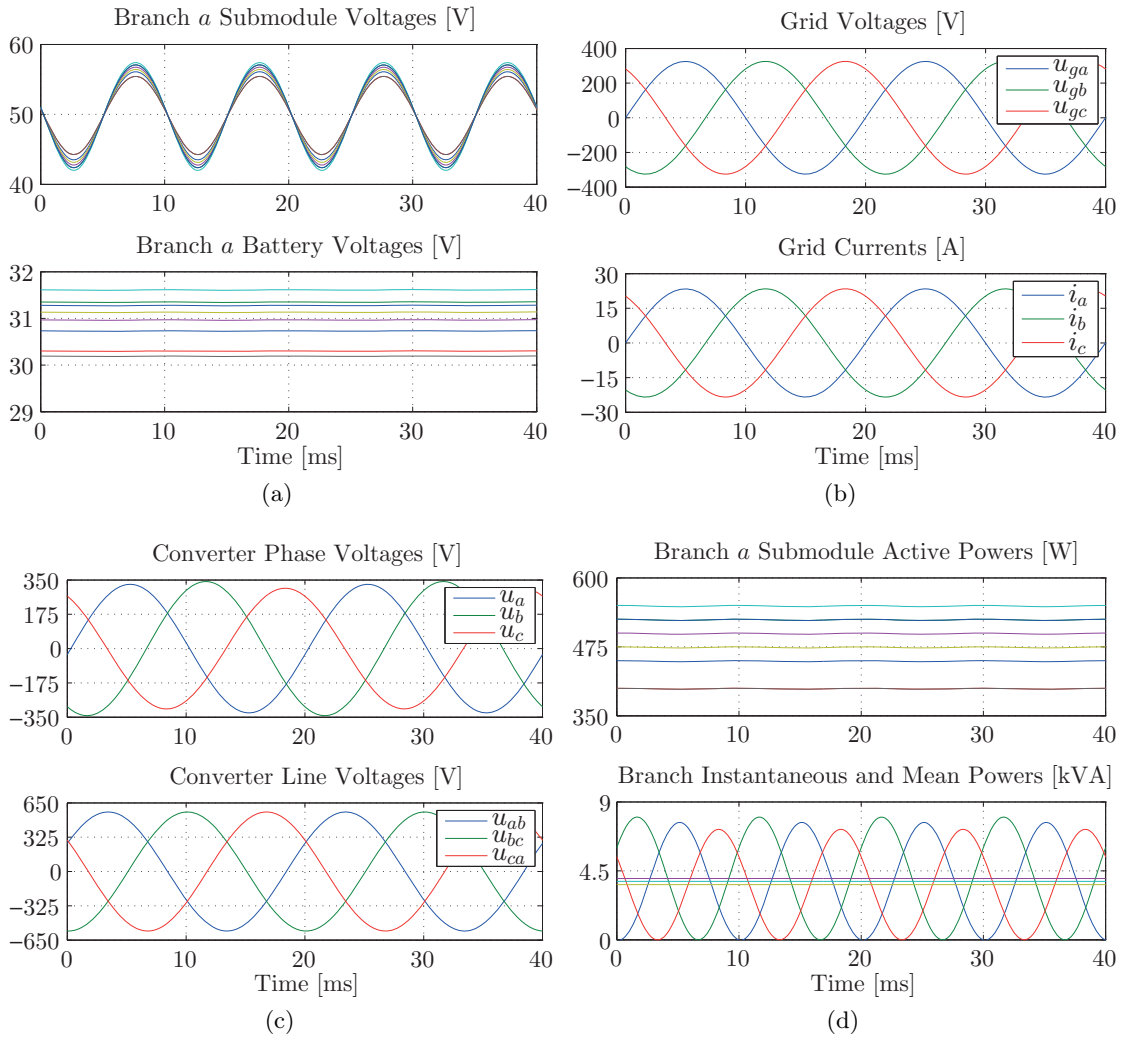 Branch a Submodule Voltages [V]
60
50
40
0 10 20 30 40
Branch a Battery Voltages [V]
32
31
30
29
0 10 20 30 40
Time [ms]
(a)
Grid Voltages [V]
400
200
0
−200
−400
u_ga
u_gb
u_gc
0 10 20 30 40
Grid Currents [A]
30
15
0
−15
−30
i_a
i_b
i_c
0 10 20 30 40
Time [ms]
(b)
Converter Phase Voltages [V]
350
175
0
−175
−350
u_a
u_b
u_c
0 10 20 30 40
Converter Line Voltages [V]
650
325
0
−325
−650
u_ab
u_bc
u_ca
0 10 20 30 40
Time [ms]
(c)
Branch a Submodule Active Powers [W]
600
475
350
0 10 20 30 40
Branch Instantaneous and Mean Powers [kVA]
9
4.5
0
0 10 20 30 40
Time [ms]
(d)